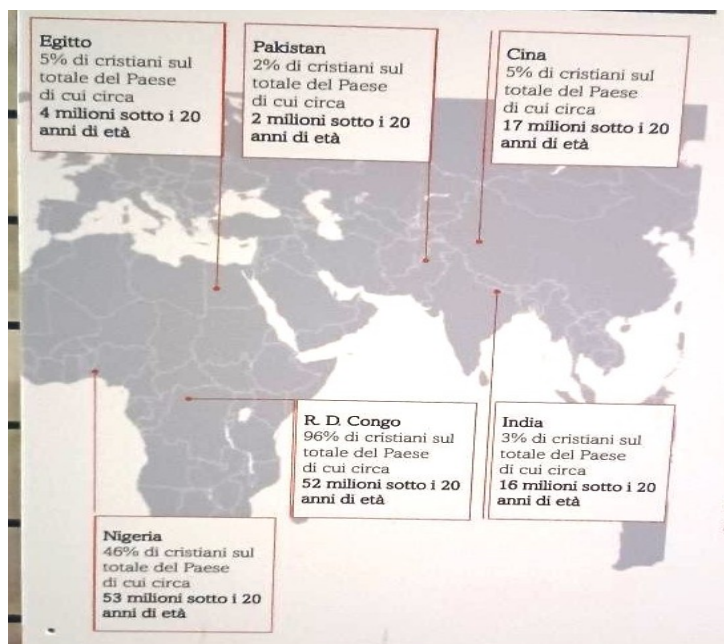 Egitto
5% di cristiani sul
totale del Paese
di cui circa
4 milioni sotto i 20
anni di età
Pakistan
2% di cristiani sul
totale del Paese
di cui circa
2 milioni sotto i 20
anni di età
Cina
5% di cristiani sul
totale del Paese
di cui circa
17 milioni sotto i 20
anni di età
R. D. Congo
96% di cristiani sul
totale del Paese
di cui circa
52 milioni sotto i 20
anni di età
India
3% di cristiani sul
totale del Paese
di cui circa
16 milioni sotto i 20
anni di età
Nigeria
46% di cristiani sul
totale del Paese
di cui circa
53 milioni sotto i 20
anni di età